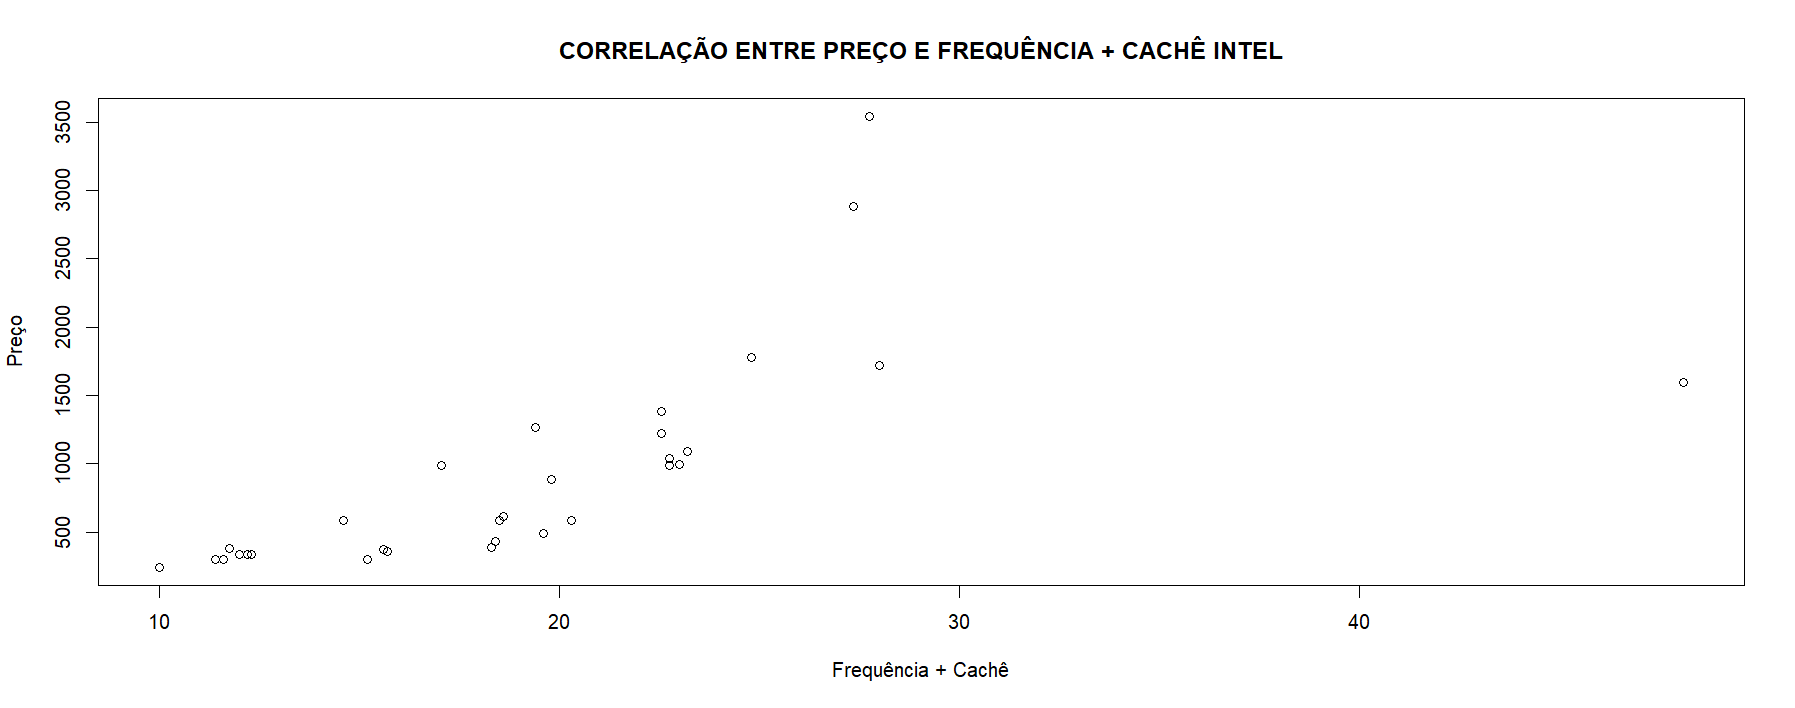 CORRELAÇÃO ENTRE PREÇO E FREQUÊNCIA + CACHÊ INTEL
3500
3000
2500
2000
1500
1000
500
Preço
10 20 30 40
Frequência + Cachê